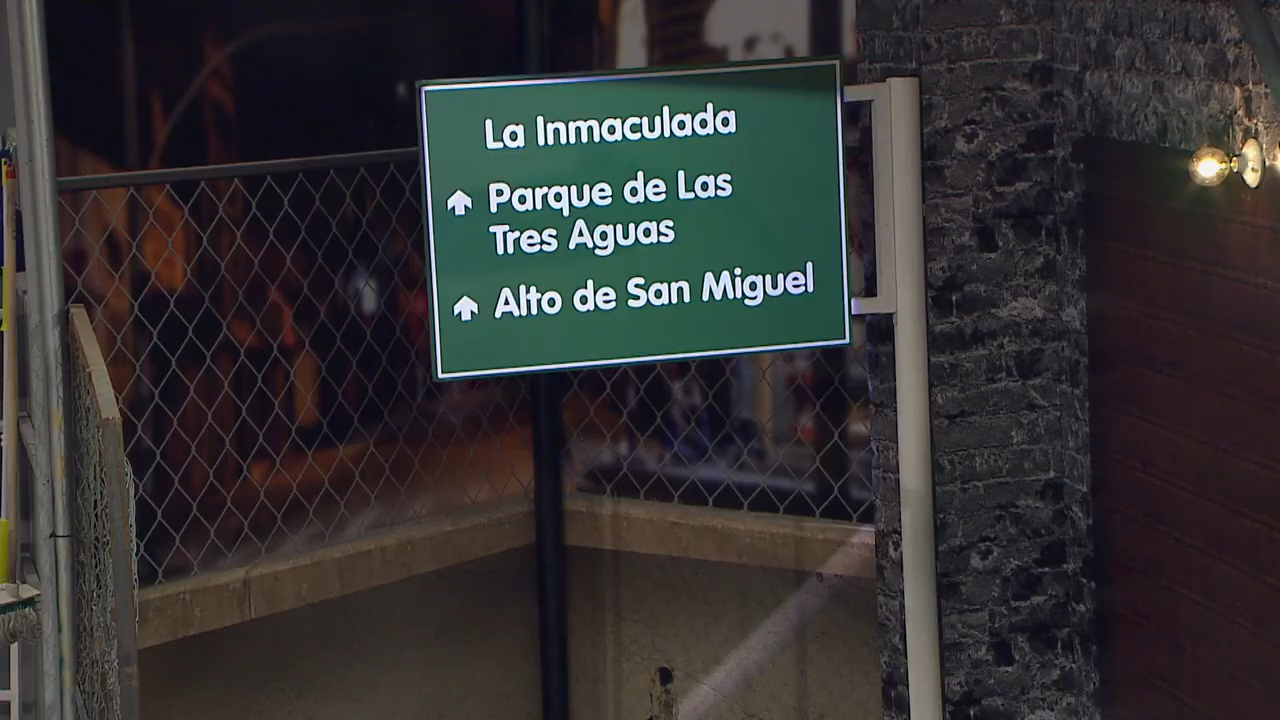 La Inmaculada
Parque de Las
Tres Aguas
Alto de San Miguel